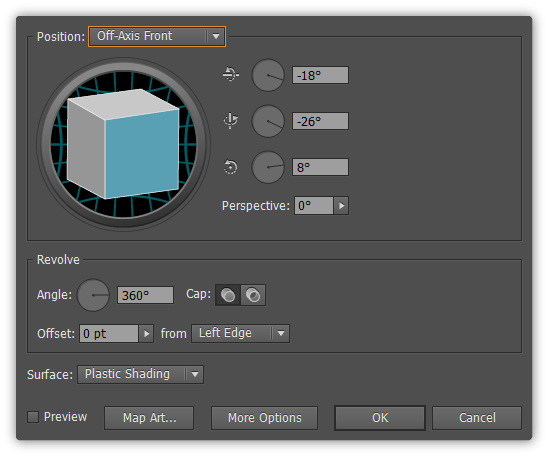 Position: Off-Axis Front
-18°
-26°
8°
Perspective: 0°
Revolve
Angle: 360° Cap:
Offset: 0 pt from Left Edge
Surface: Plastic Shading
Preview Map Art... More Options OK Cancel